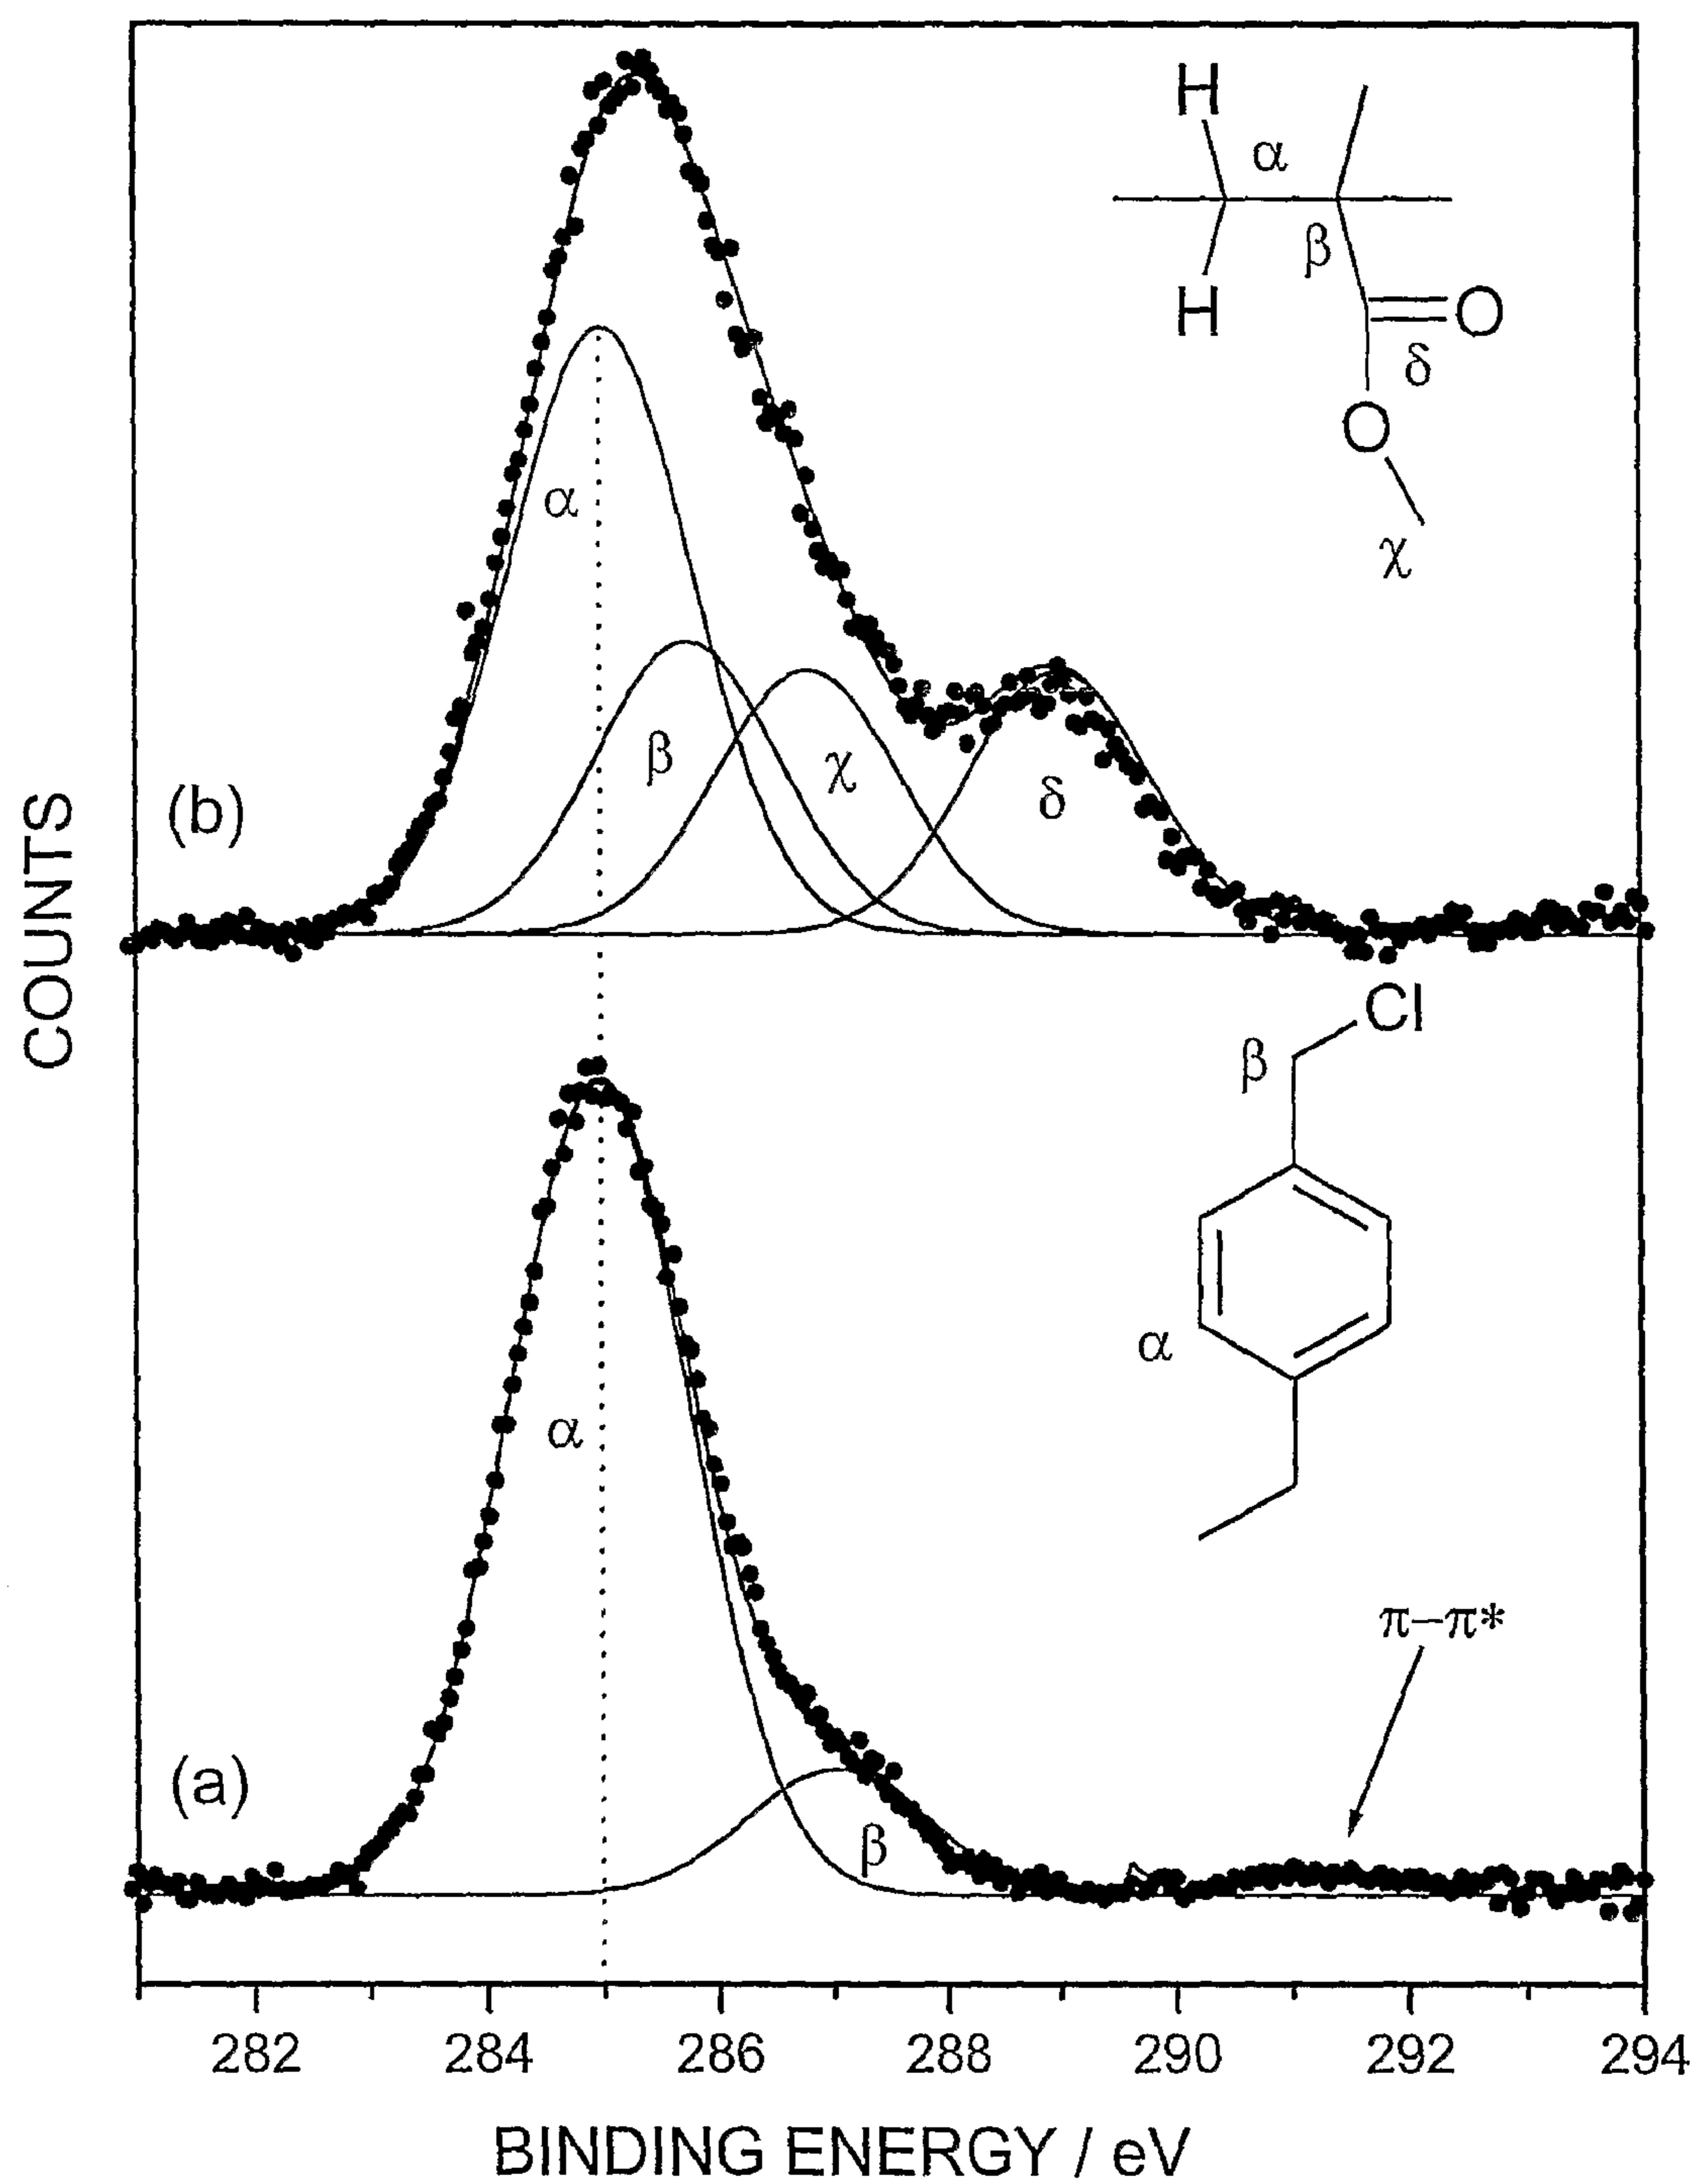 H
α
β
H
O
δ
O
χ
α
β
χ
δ
(b)
COUNTS
Cl
β
α
α
π–π*
(a)
β
282 284 286 288 290 292 294
BINDING ENERGY / eV